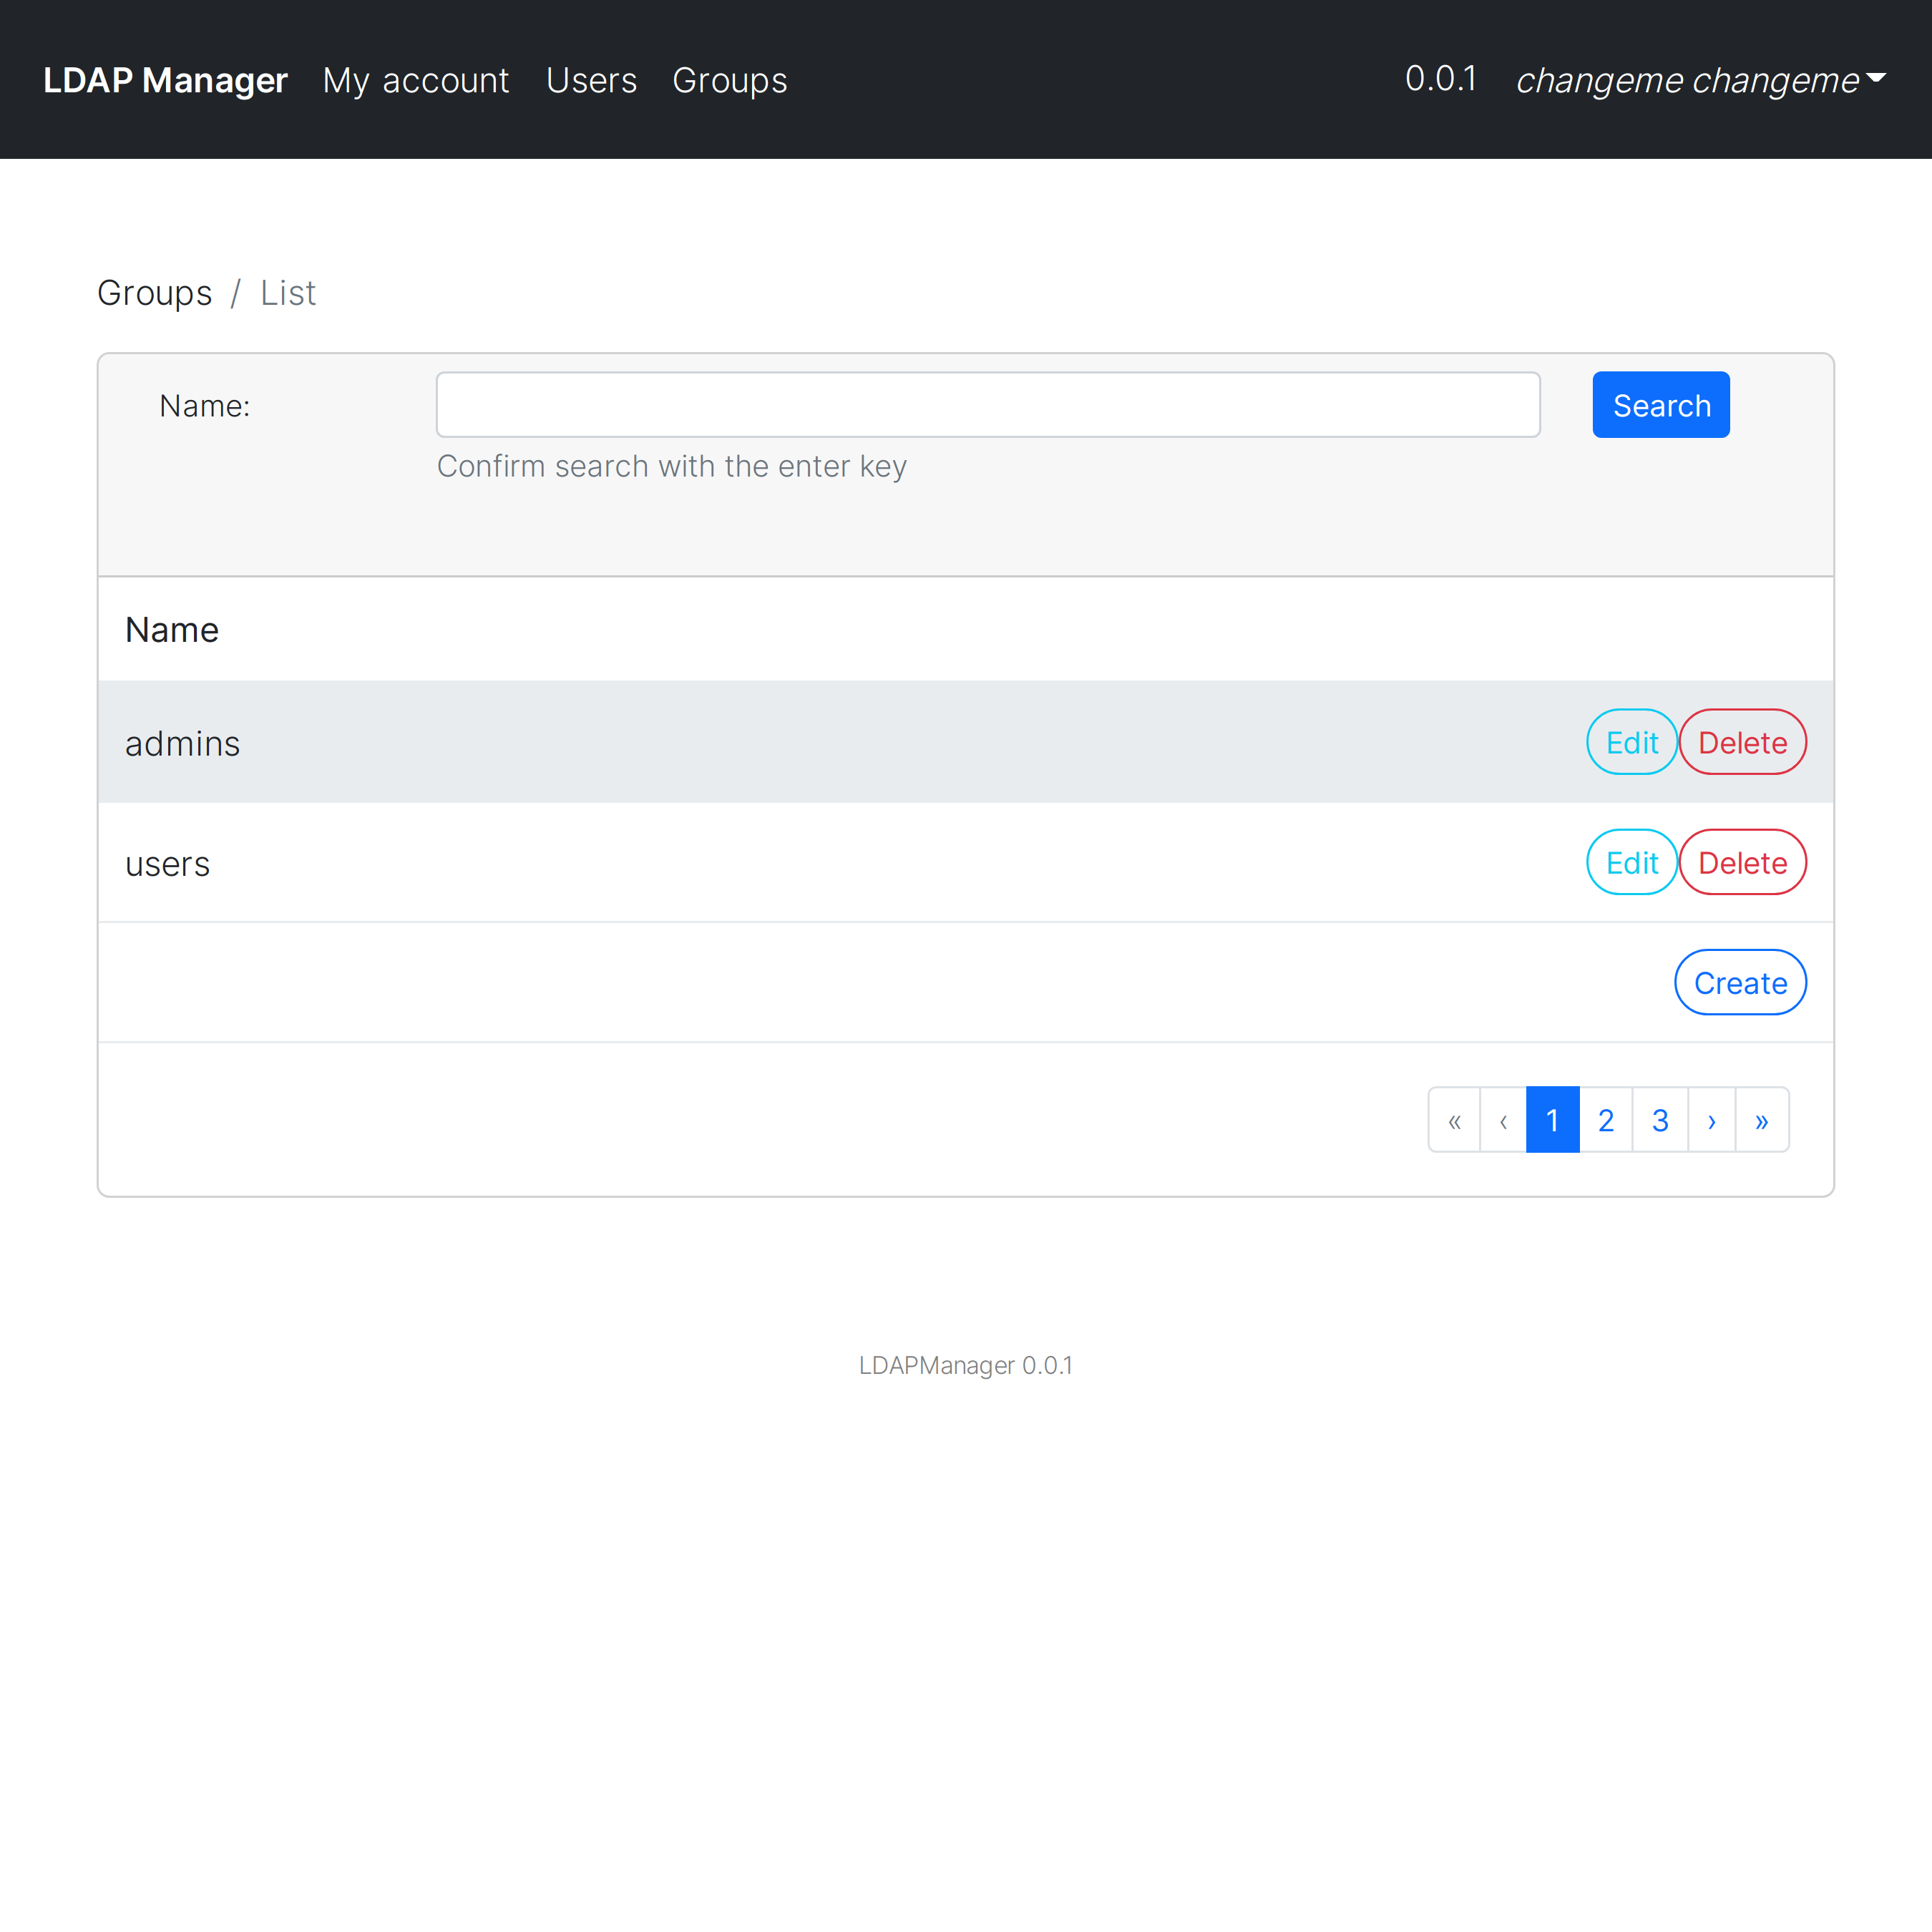 LDAP Manager My account Users Groups 0.0.1 changeme changeme
Groups / List
Name: Search
Confirm search with the enter key
Name
admins Edit Delete
users Edit Delete
Create
« ‹ 1 2 3 › »
LDAPManager 0.0.1